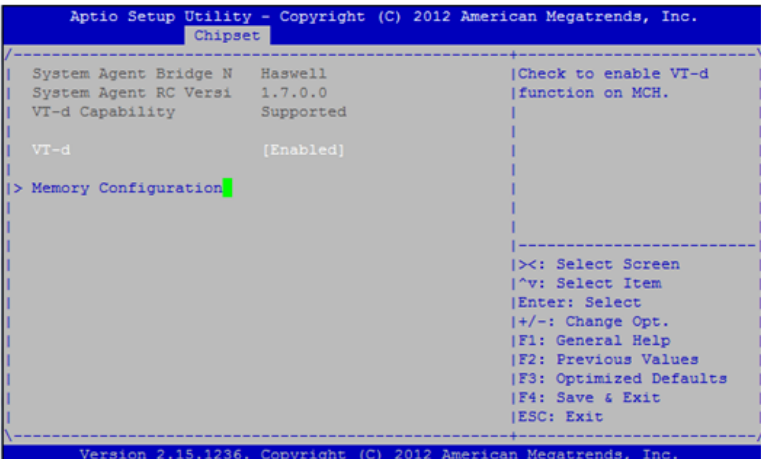 Aptio Setup Utility - Copyright (C) 2012 American Megatrends, Inc.
Chipset
System Agent Bridge N Haswell
System Agent RC Versi 1.7.0.0
VT-d Capability Supported
VT-d [Enabled]
> Memory Configuration
Check to enable VT-d
function on MCH.
><: Select Screen
^v: Select Item
Enter: Select
+/-: Change Opt.
F1: General Help
F2: Previous Values
F3: Optimized Defaults
F4: Save & Exit
ESC: Exit
Version 2.15.1236. Copyright (C) 2012 American Megatrends, Inc.